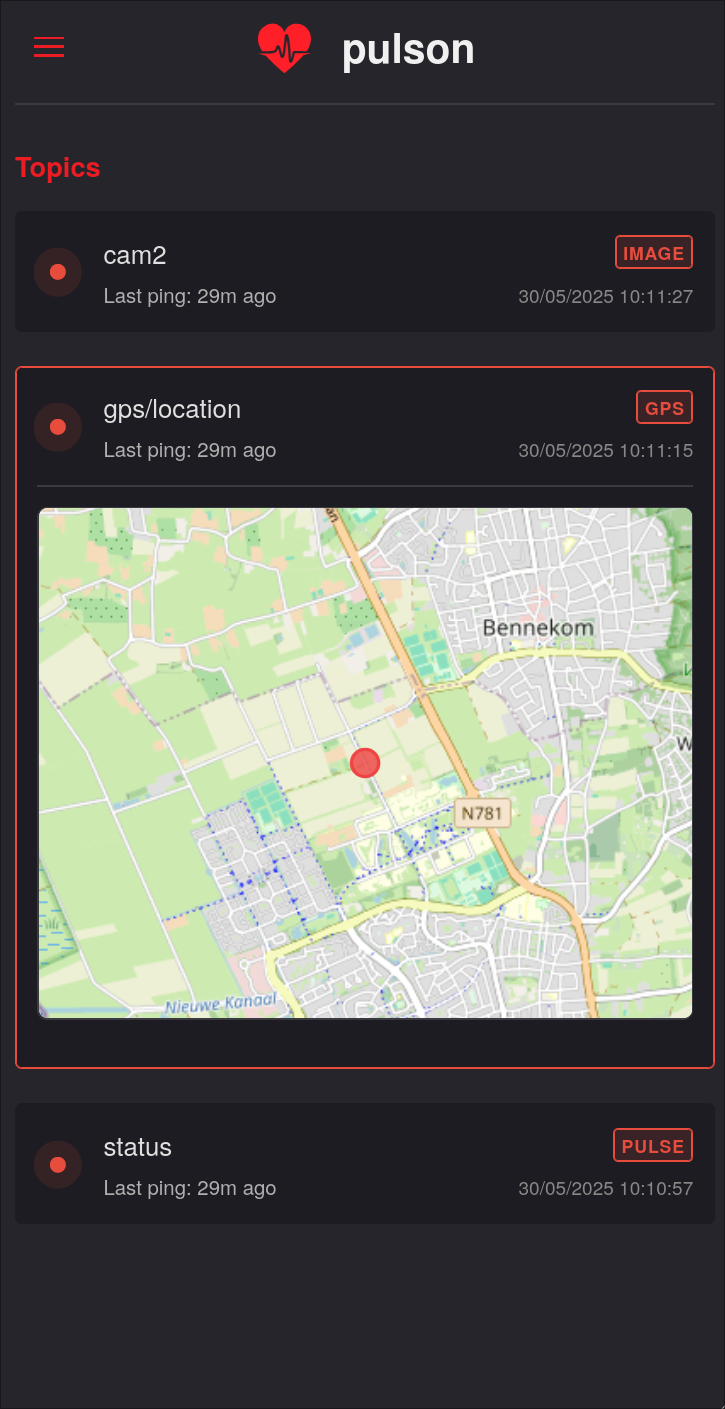 pulson
Topics
cam2
IMAGE
Last ping: 29m ago
30/05/2025 10:11:27
gps/location
GPS
Last ping: 29m ago
30/05/2025 10:11:15
Bennekom
W
N781
Nieuwe Kanaal
status
PULSE
Last ping: 29m ago
30/05/2025 10:10:57